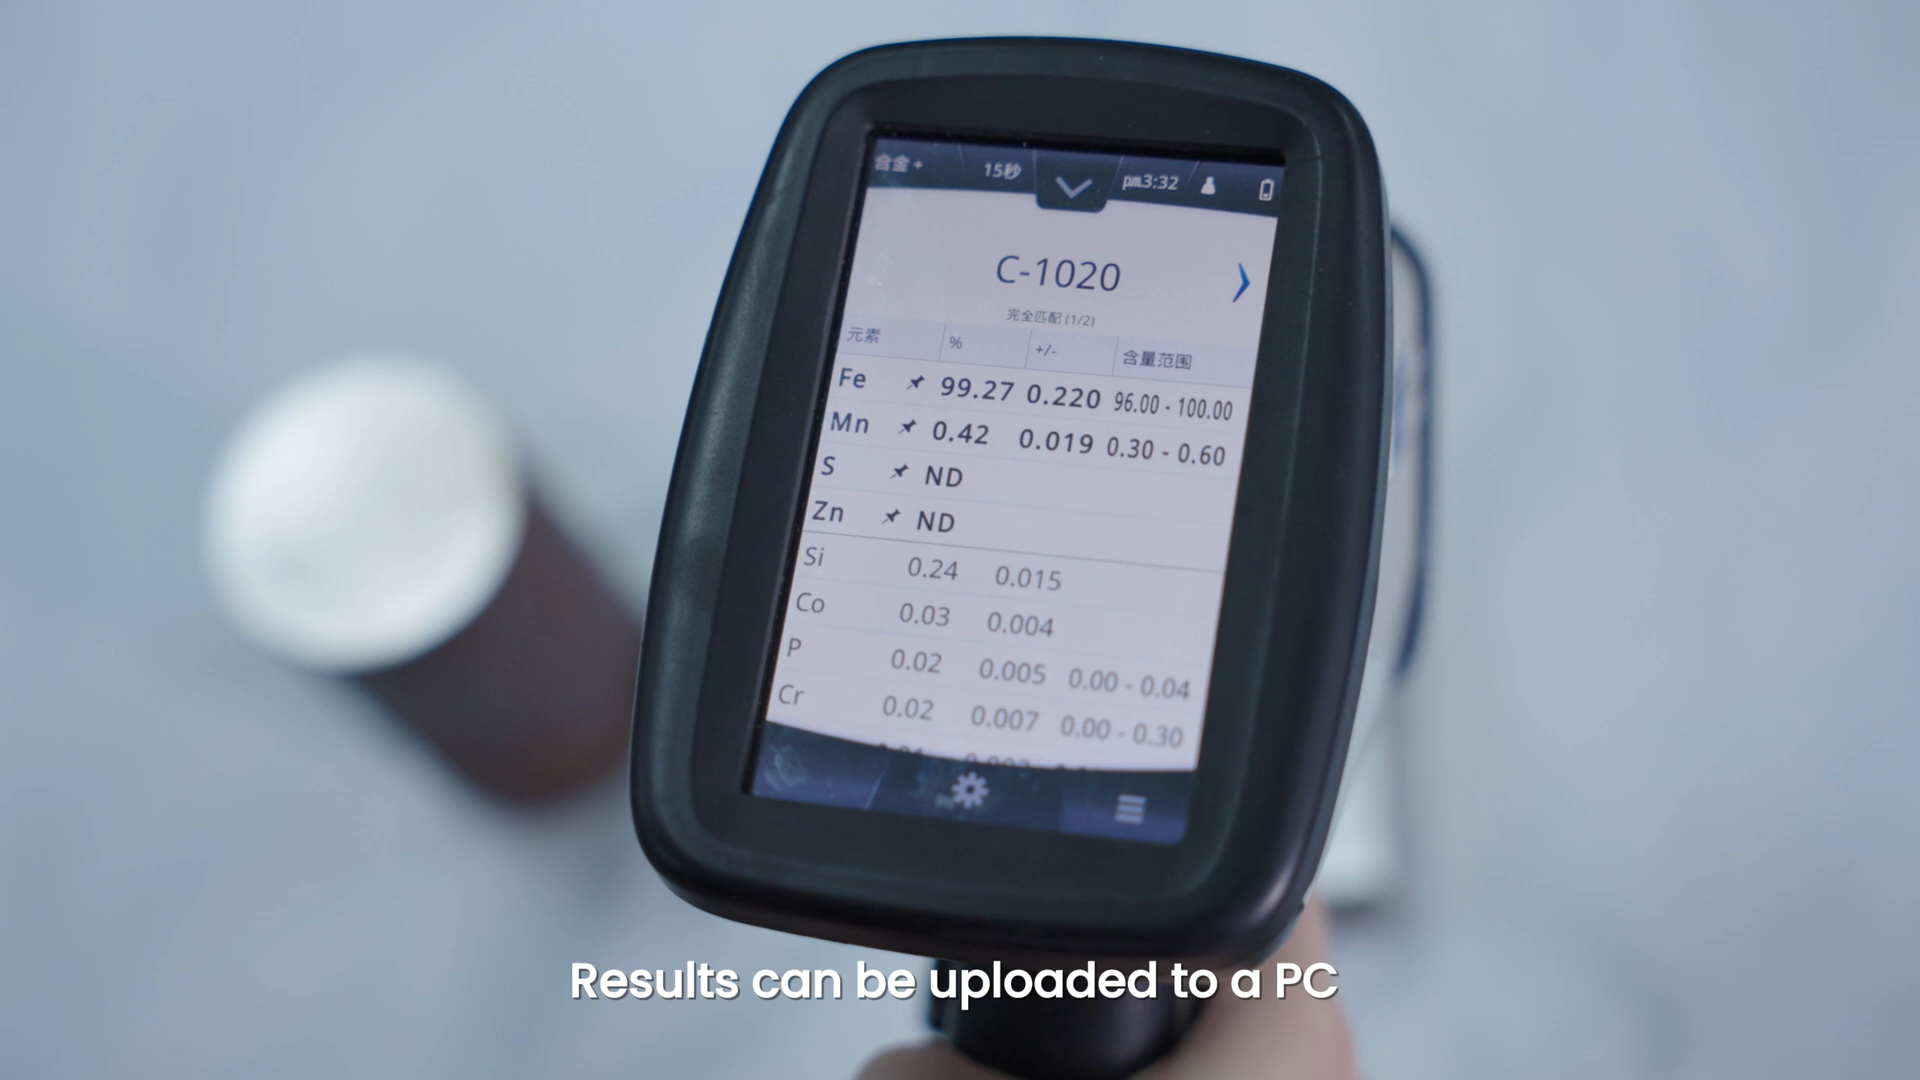 合金+ 15秒 pm3:32
C-1020
完全匹配 (1/2)
元素 % +/- 含量范围
Fe 99.27 0.220 96.00 - 100.00
Mn 0.42 0.019 0.30 - 0.60
S ND
Zn ND
Si 0.24 0.015
Co 0.03 0.004
P 0.02 0.005 0.00 - 0.04
Cr 0.02 0.007 0.00 - 0.30
Results can be uploaded to a PC